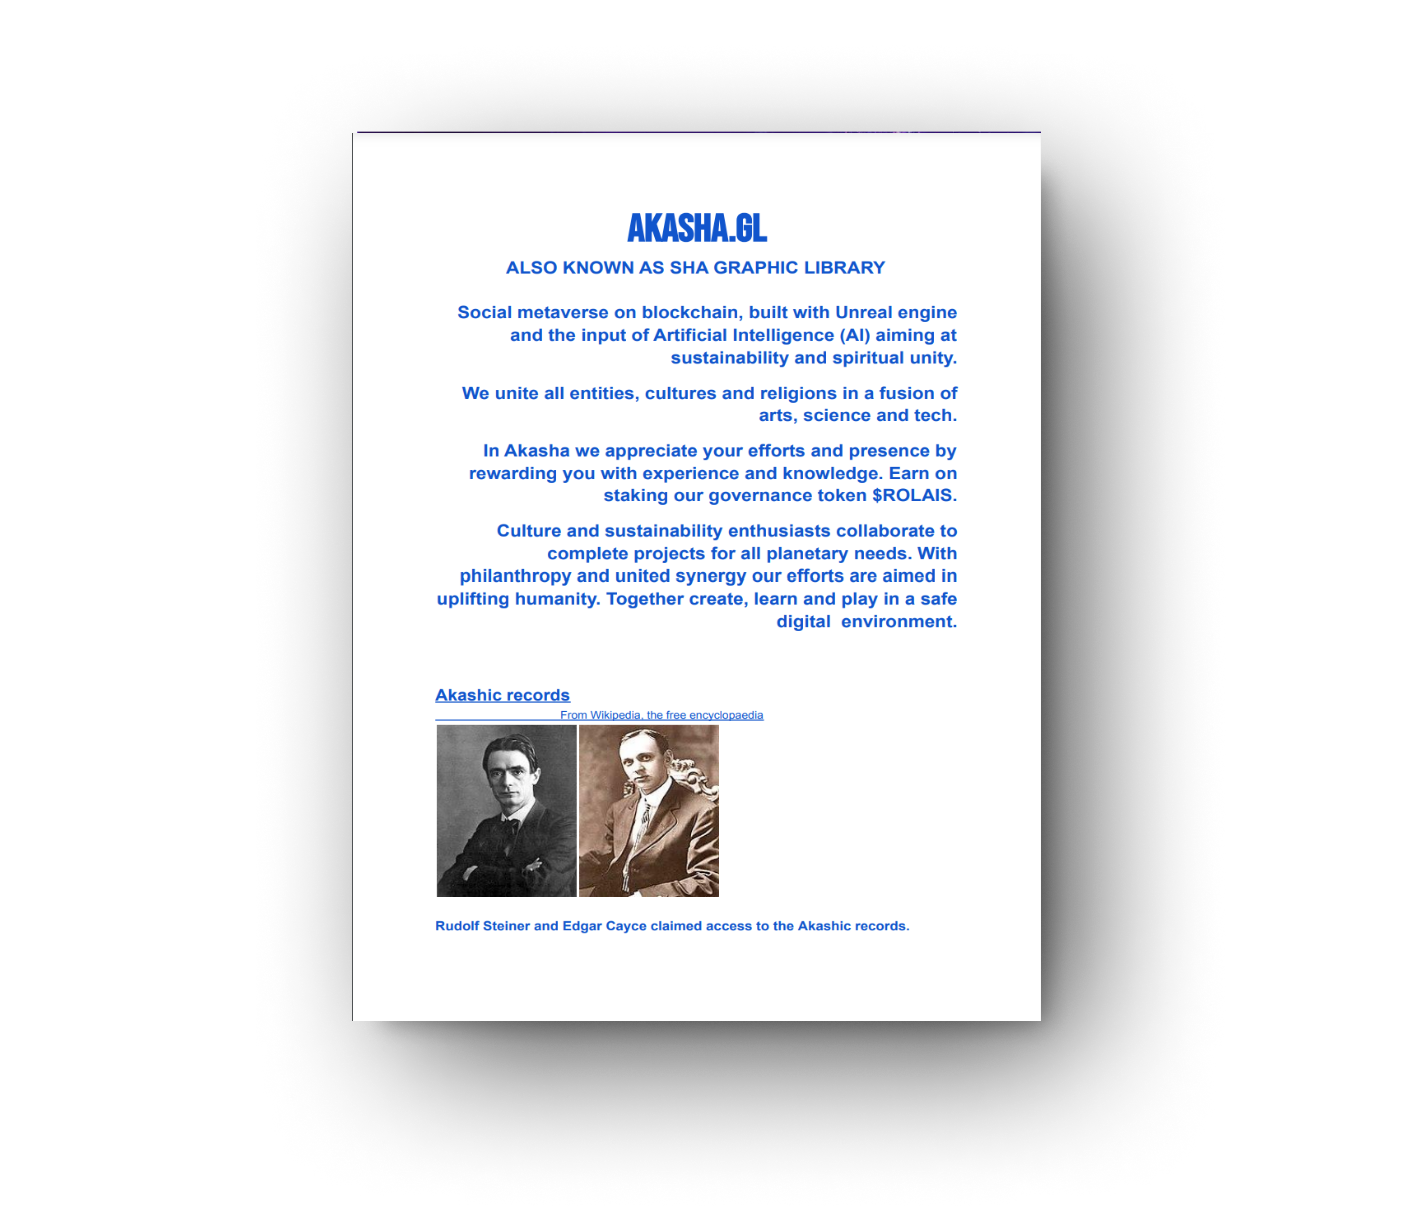 AKASHA.GL
ALSO KNOWN AS SHA GRAPHIC LIBRARY
Social metaverse on blockchain, built with Unreal engine
and the input of Artificial Intelligence (AI) aiming at
sustainability and spiritual unity.
We unite all entities, cultures and religions in a fusion of
arts, science and tech.
In Akasha we appreciate your efforts and presence by
rewarding you with experience and knowledge. Earn on
staking our governance token $ROLAIS.
Culture and sustainability enthusiasts collaborate to
complete projects for all planetary needs. With
philanthropy and united synergy our efforts are aimed in
uplifting humanity. Together create, learn and play in a safe
digital  environment.
Akashic records
From Wikipedia, the free encyclopaedia
Rudolf Steiner and Edgar Cayce claimed access to the Akashic records.